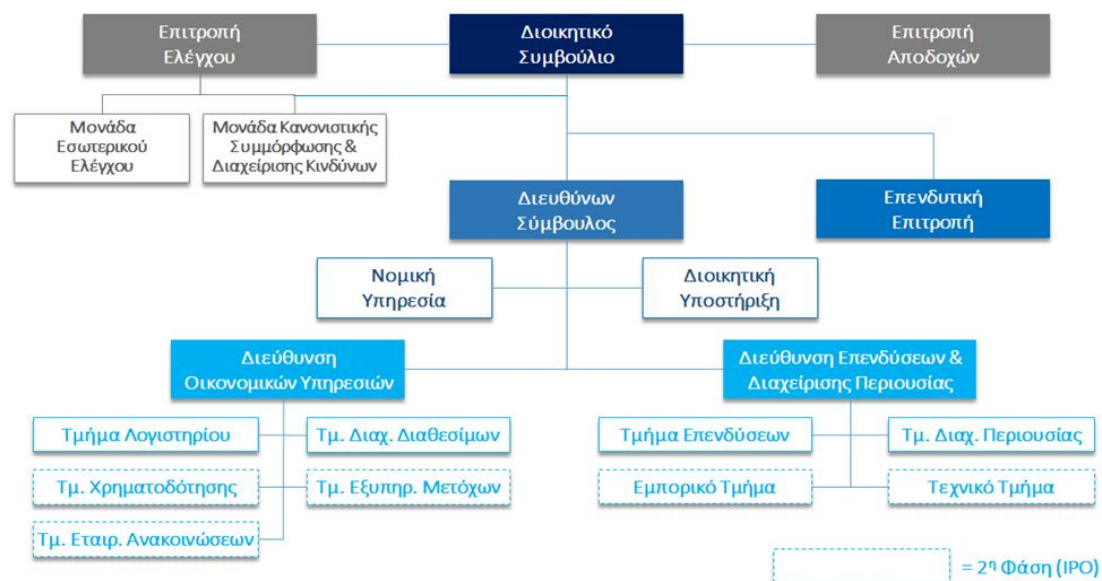 Επιτροπή
Ελέγχου
Διοικητικό
Συμβούλιο
Επιτροπή
Αποδοχών
Μονάδα
Εσωτερικού
Ελέγχου
Μονάδα Κανονιστικής
Συμμόρφωσης &
Διαχείρισης Κινδύνων
Διευθύνων
Σύμβουλος
Επενδυτική
Επιτροπή
Νομική
Υπηρεσία
Διοικητική
Υποστήριξη
Διεύθυνση
Οικονομικών Υπηρεσιών
Διεύθυνση Επενδύσεων &
Διαχείρισης Περιουσίας
Τμήμα Λογιστηρίου
Τμ. Διαχ. Διαθεσίμων
Τμήμα Επενδύσεων
Τμ. Διαχ. Περιουσίας
Τμ. Χρηματοδότησης
Τμ. Εξυπηρ. Μετόχων
Εμπορικό Τμήμα
Τεχνικό Τμήμα
Τμ. Εταιρ. Ανακοινώσεων
= 2η Φάση (IPO)